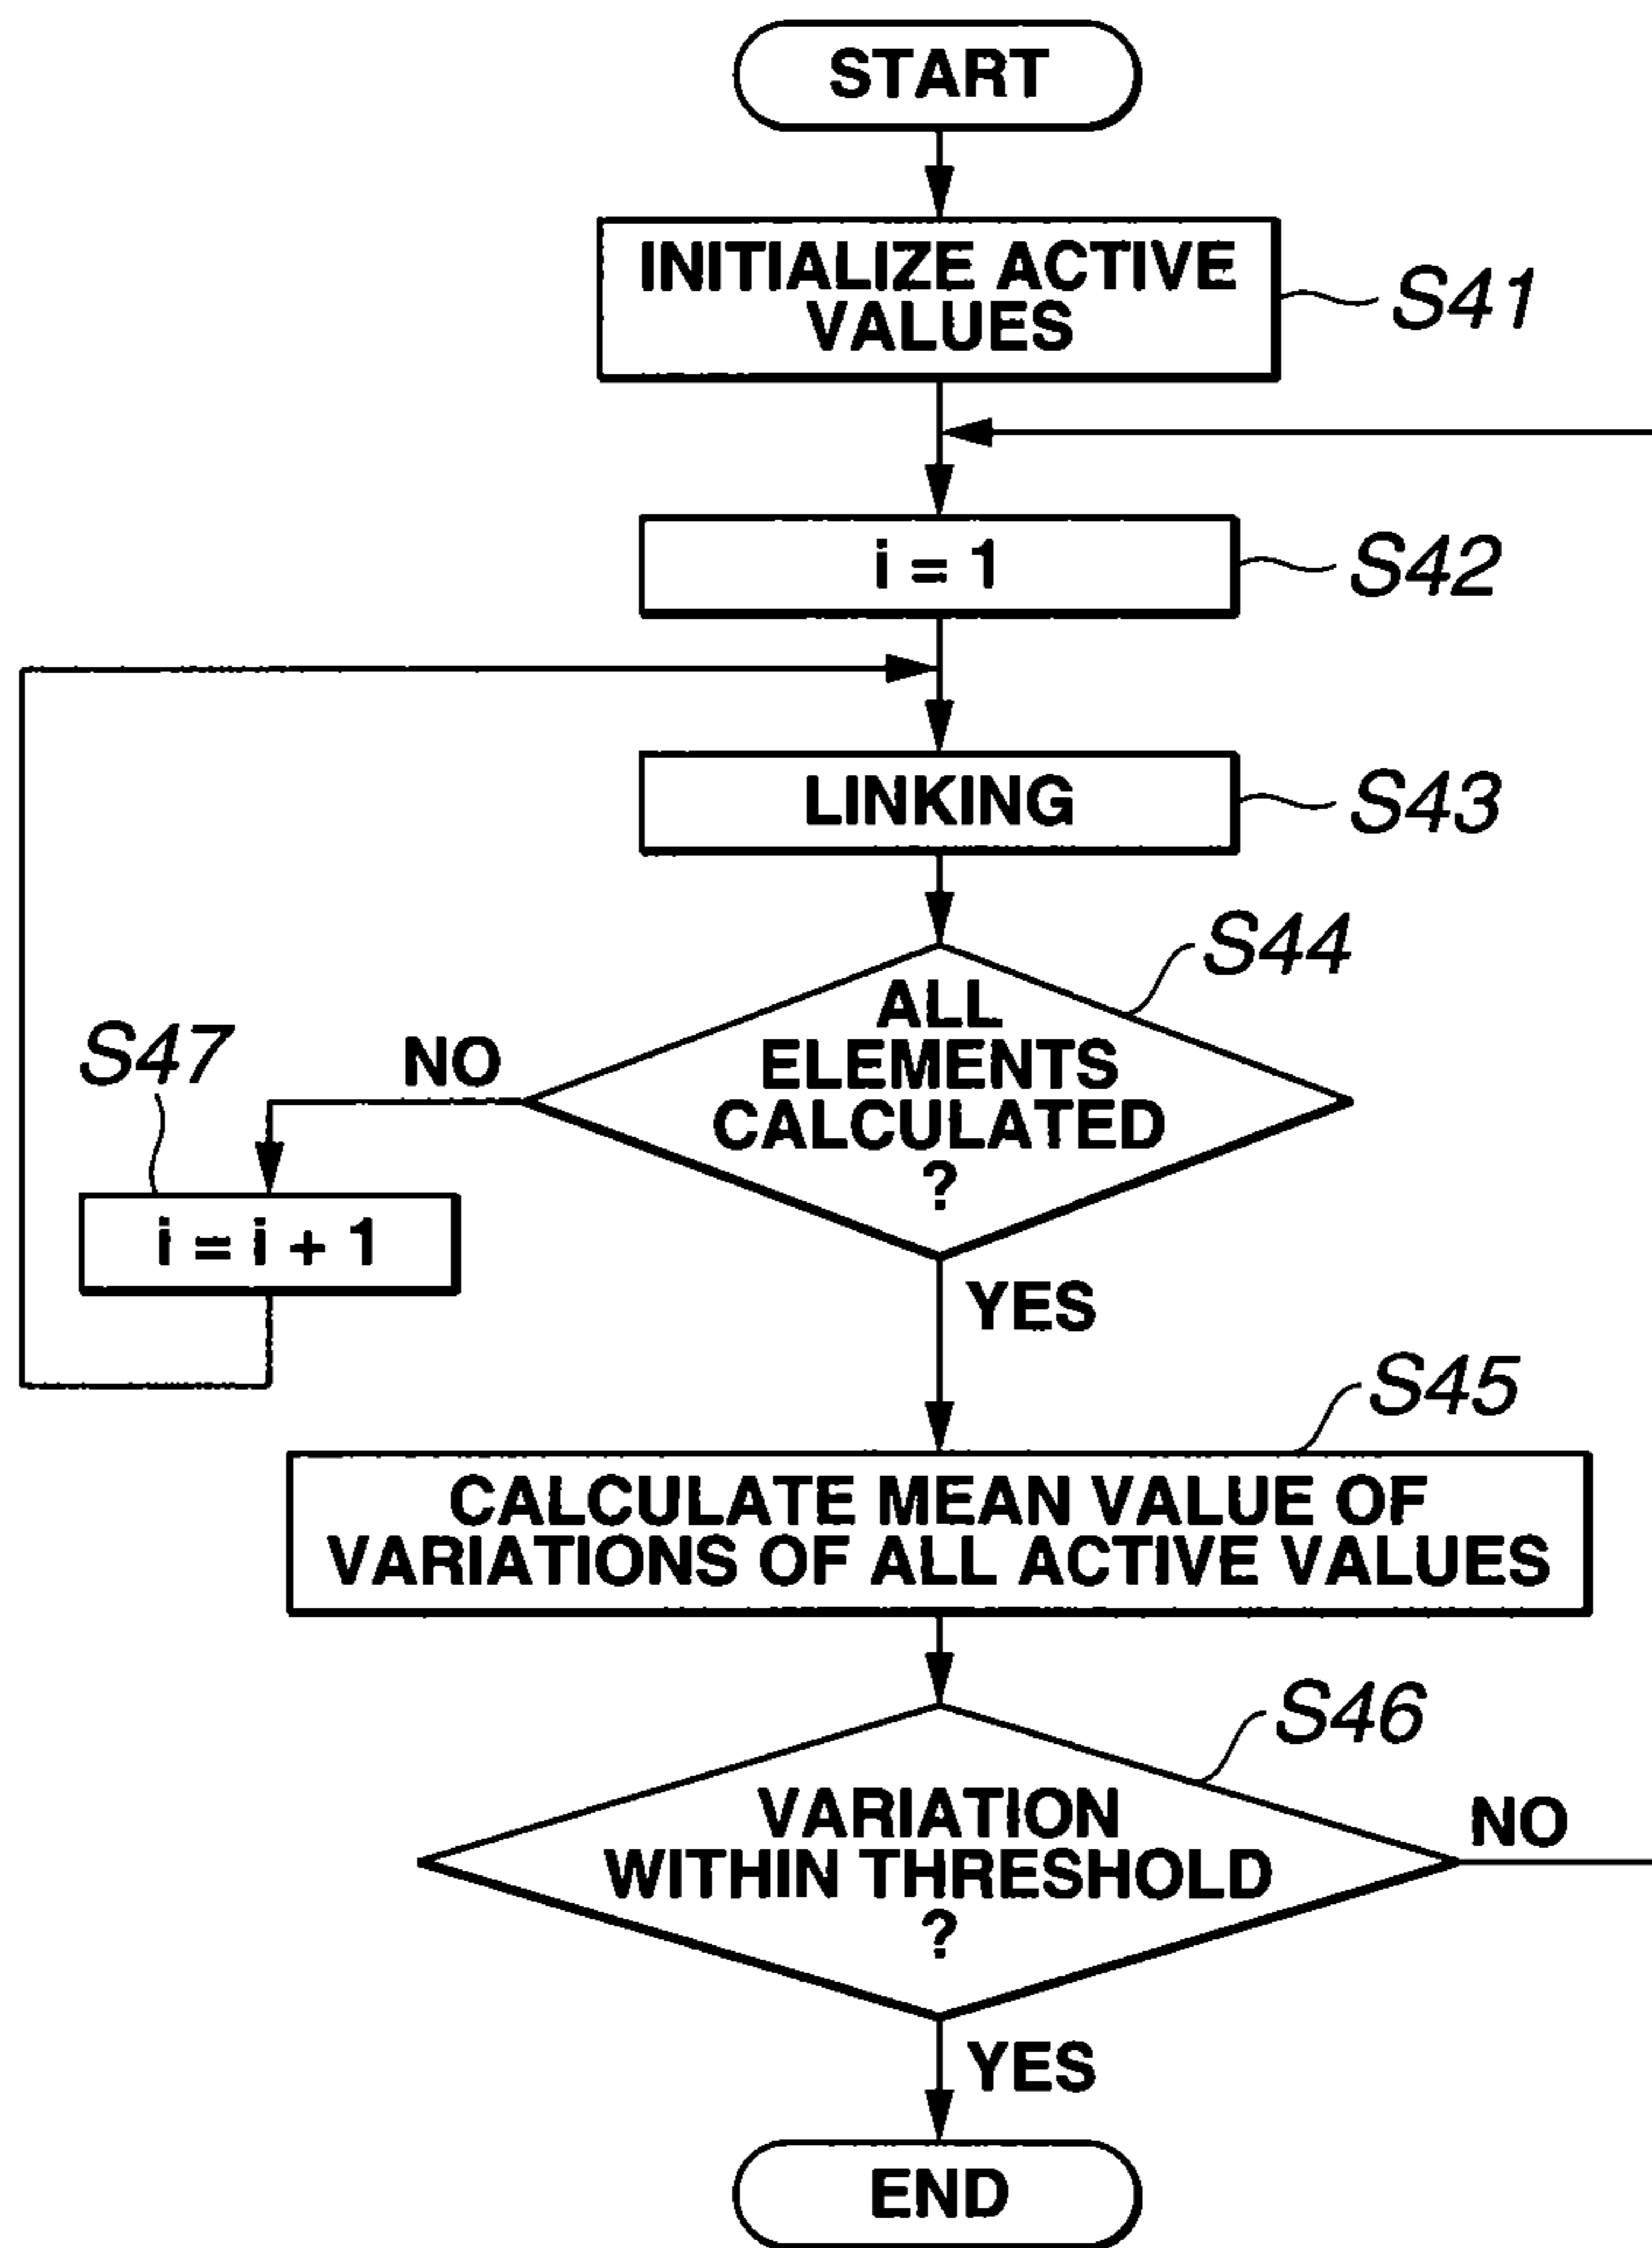 START
INITIALIZE ACTIVE
VALUES
S41
i = 1
S42
LINKING
S43
S44
ALL
ELEMENTS
CALCULATED
?
NO
S47
i = i + 1
YES
S45
CALCULATE MEAN VALUE OF
VARIATIONS OF ALL ACTIVE VALUES
S46
VARIATION
WITHIN THRESHOLD
?
NO
YES
END